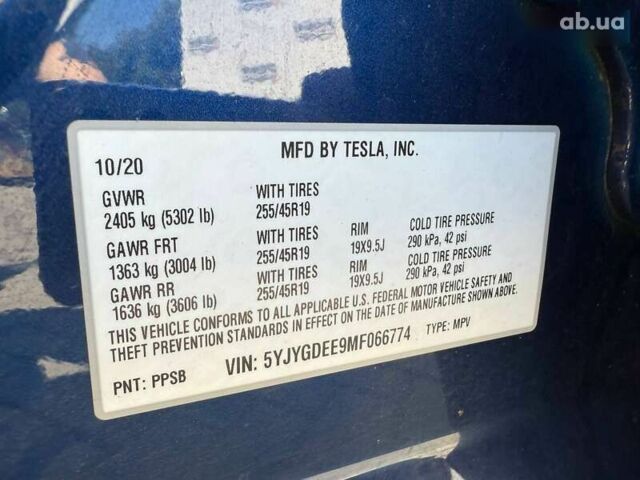 ab.ua
MFD BY TESLA, INC.
10/20
GVWR WITH TIRES
2405 kg (5302 lb) 255/45R19
GAWR FRT WITH TIRES RIM COLD TIRE PRESSURE
1363 kg (3004 lb) 255/45R19 19X9.5J 290 kPa, 42 psi
GAWR RR WITH TIRES RIM COLD TIRE PRESSURE
1636 kg (3606 lb) 255/45R19 19X9.5J 290 kPa, 42 psi
THIS VEHICLE CONFORMS TO ALL APPLICABLE U.S. FEDERAL MOTOR VEHICLE SAFETY AND
THEFT PREVENTION STANDARDS IN EFFECT ON THE DATE OF MANUFACTURE SHOWN ABOVE.
PNT: PPSB VIN: 5YJYGDEE9MF066774 TYPE: MPV